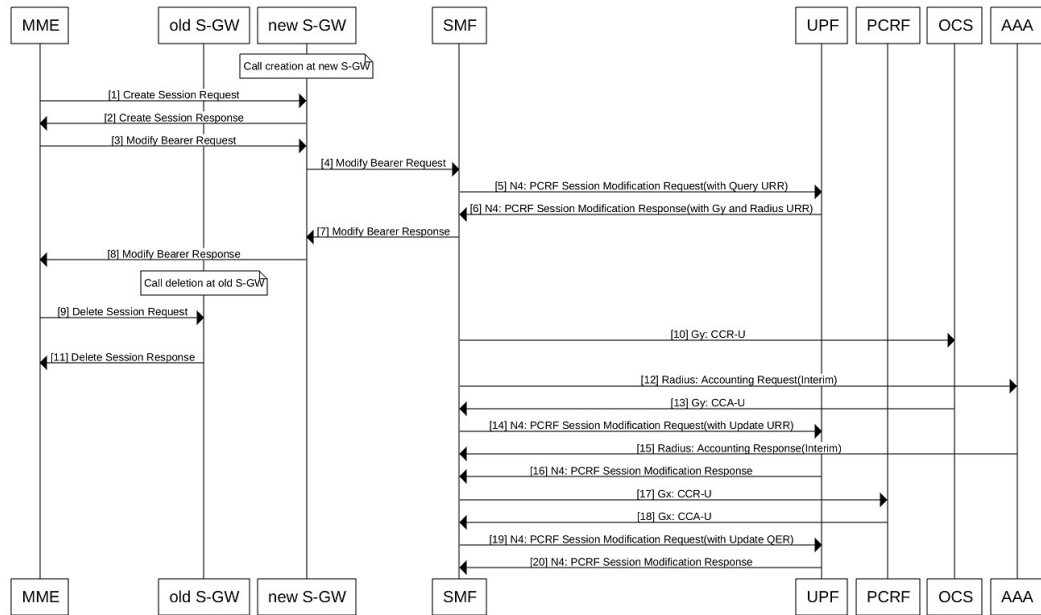 MME old S-GW new S-GW SMF UPF PCRF OCS AAA
Call creation at new S-GW
[1] Create Session Request
[2] Create Session Response
[3] Modify Bearer Request
[4] Modify Bearer Request
[5] N4: PCRF Session Modification Request(with Query URR)
[6] N4: PCRF Session Modification Response(with Gy and Radius URR)
[7] Modify Bearer Response
[8] Modify Bearer Response
Call deletion at old S-GW
[9] Delete Session Request
[10] Gy: CCR-U
[11] Delete Session Response
[12] Radius: Accounting Request(Interim)
[13] Gy: CCA-U
[14] N4: PCRF Session Modification Request(with Update URR)
[15] Radius: Accounting Response(Interim)
[16] N4: PCRF Session Modification Response
[17] Gx: CCR-U
[18] Gx: CCA-U
[19] N4: PCRF Session Modification Request(with Update QER)
[20] N4: PCRF Session Modification Response
MME old S-GW new S-GW SMF UPF PCRF OCS AAA